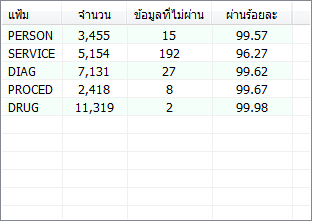 แฟ้ม จำนวน ข้อมูลที่ไม่ผ่าน ผ่านร้อยละ
PERSON 3,455 15 99.57
SERVICE 5,154 192 96.27
DIAG 7,131 27 99.62
PROCED 2,418 8 99.67
DRUG 11,319 2 99.98